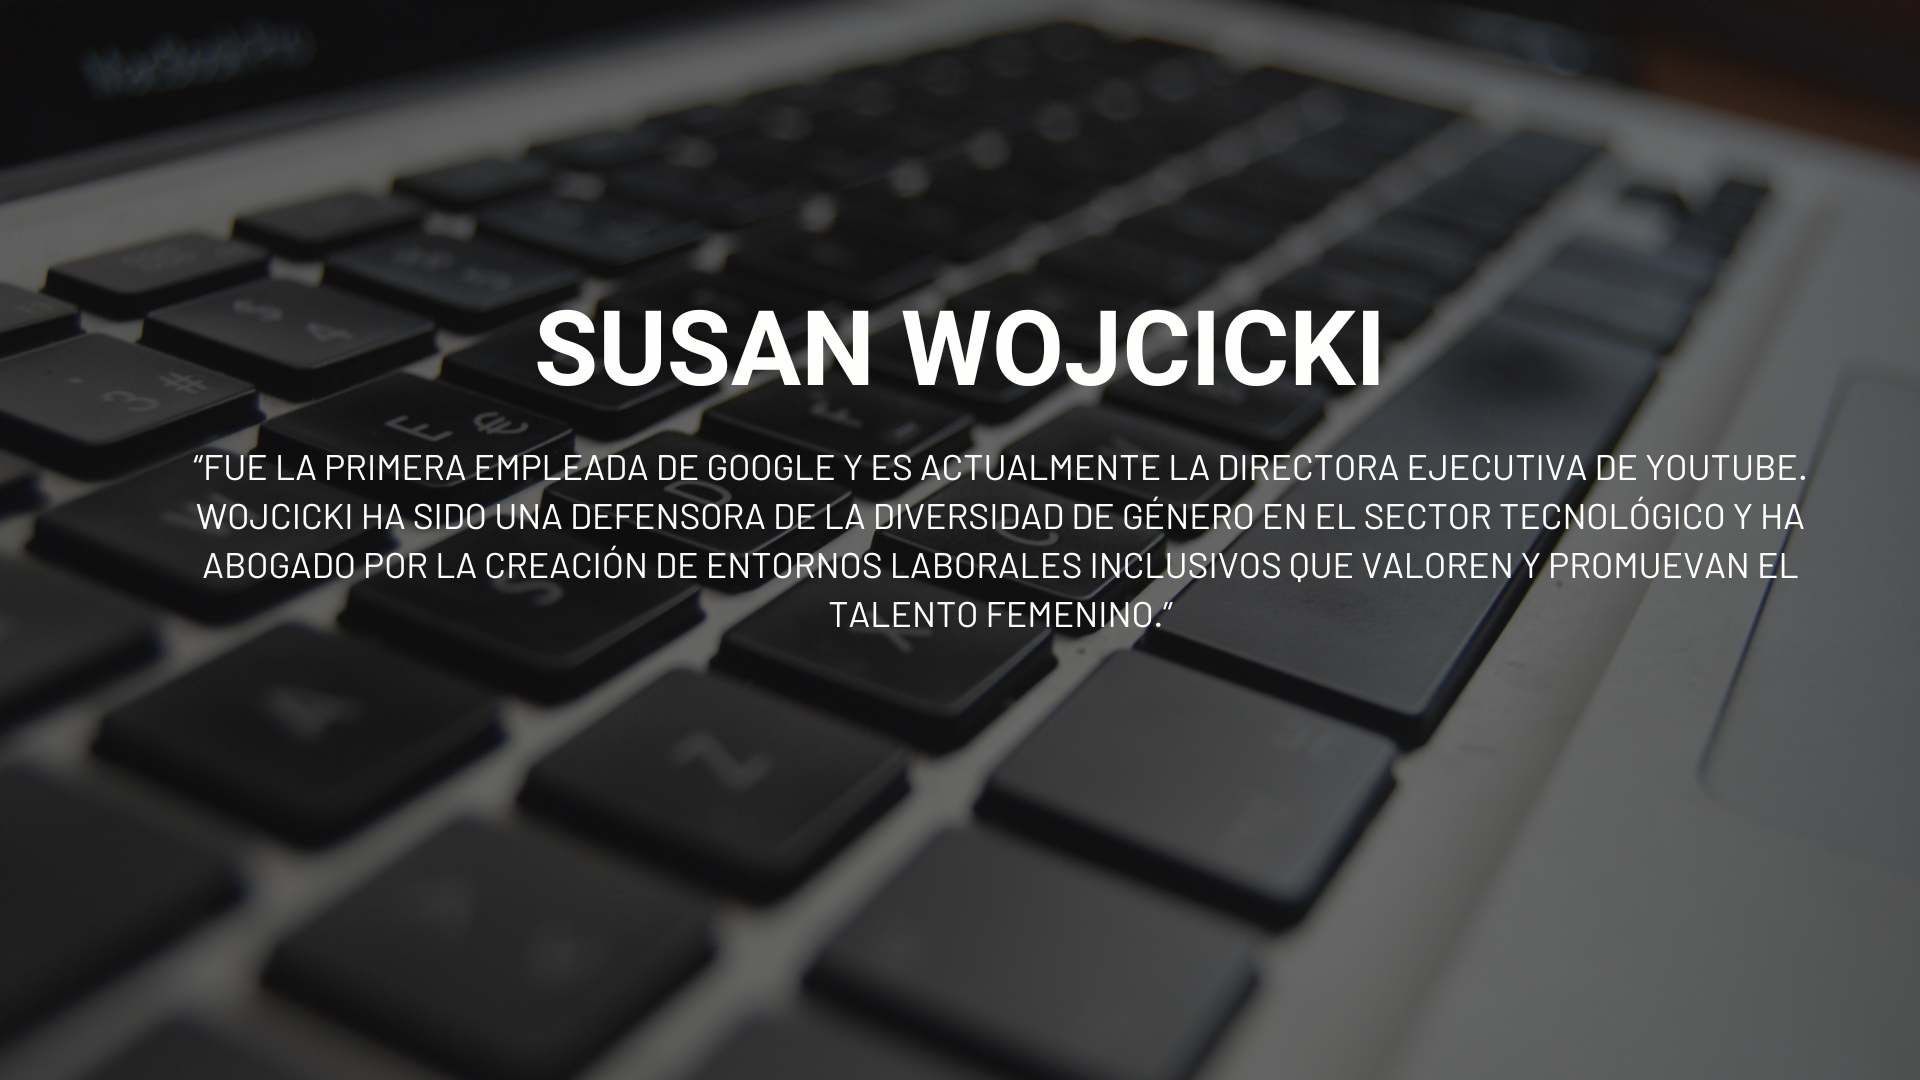 SUSAN WOJCICKI
“FUE LA PRIMERA EMPLEADA DE GOOGLE Y ES ACTUALMENTE LA DIRECTORA EJECUTIVA DE YOUTUBE.
WOJCICKI HA SIDO UNA DEFENSORA DE LA DIVERSIDAD DE GÉNERO EN EL SECTOR TECNOLÓGICO Y HA
ABOGADO POR LA CREACIÓN DE ENTORNOS LABORALES INCLUSIVOS QUE VALOREN Y PROMUEVAN EL
TALENTO FEMENINO.”